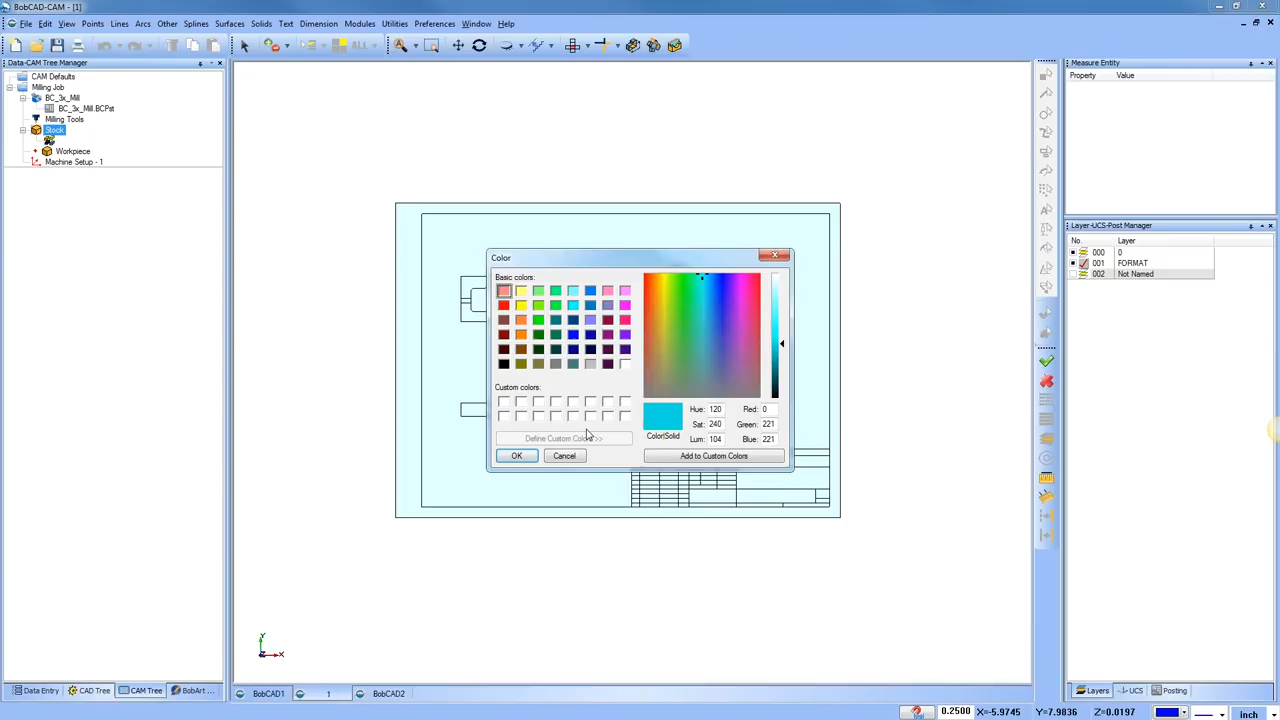 BobCAD-CAM - [1]
File Edit View Points Lines Arcs Other Splines Surfaces Solids Text Dimension Modules Utilities Preferences Window Help
ALL
Data-CAM Tree Manager
CAM Defaults
Milling Job
BC_3x_Mill
BC_3x_Mill.BCPst
Milling Tools
Stock
Workpiece
Machine Setup - 1
Color
Basic colors:
Custom colors:
Define Custom Colors >>
OK Cancel
Color|Solid
Hue: 120 Red: 0
Sat: 240 Green: 221
Lum: 104 Blue: 221
Add to Custom Colors
Y
X
Measure Entity
Property Value
Layer-UCS-Post Manager
No. Layer
000 0
001 FORMAT
002 Not Named
Data Entry CAD Tree CAM Tree BobArt ...
BobCAD1 1 BobCAD2
Layers UCS Posting
0.2500 X=-5.9745 Y=7.9836 Z=0.0197 inch